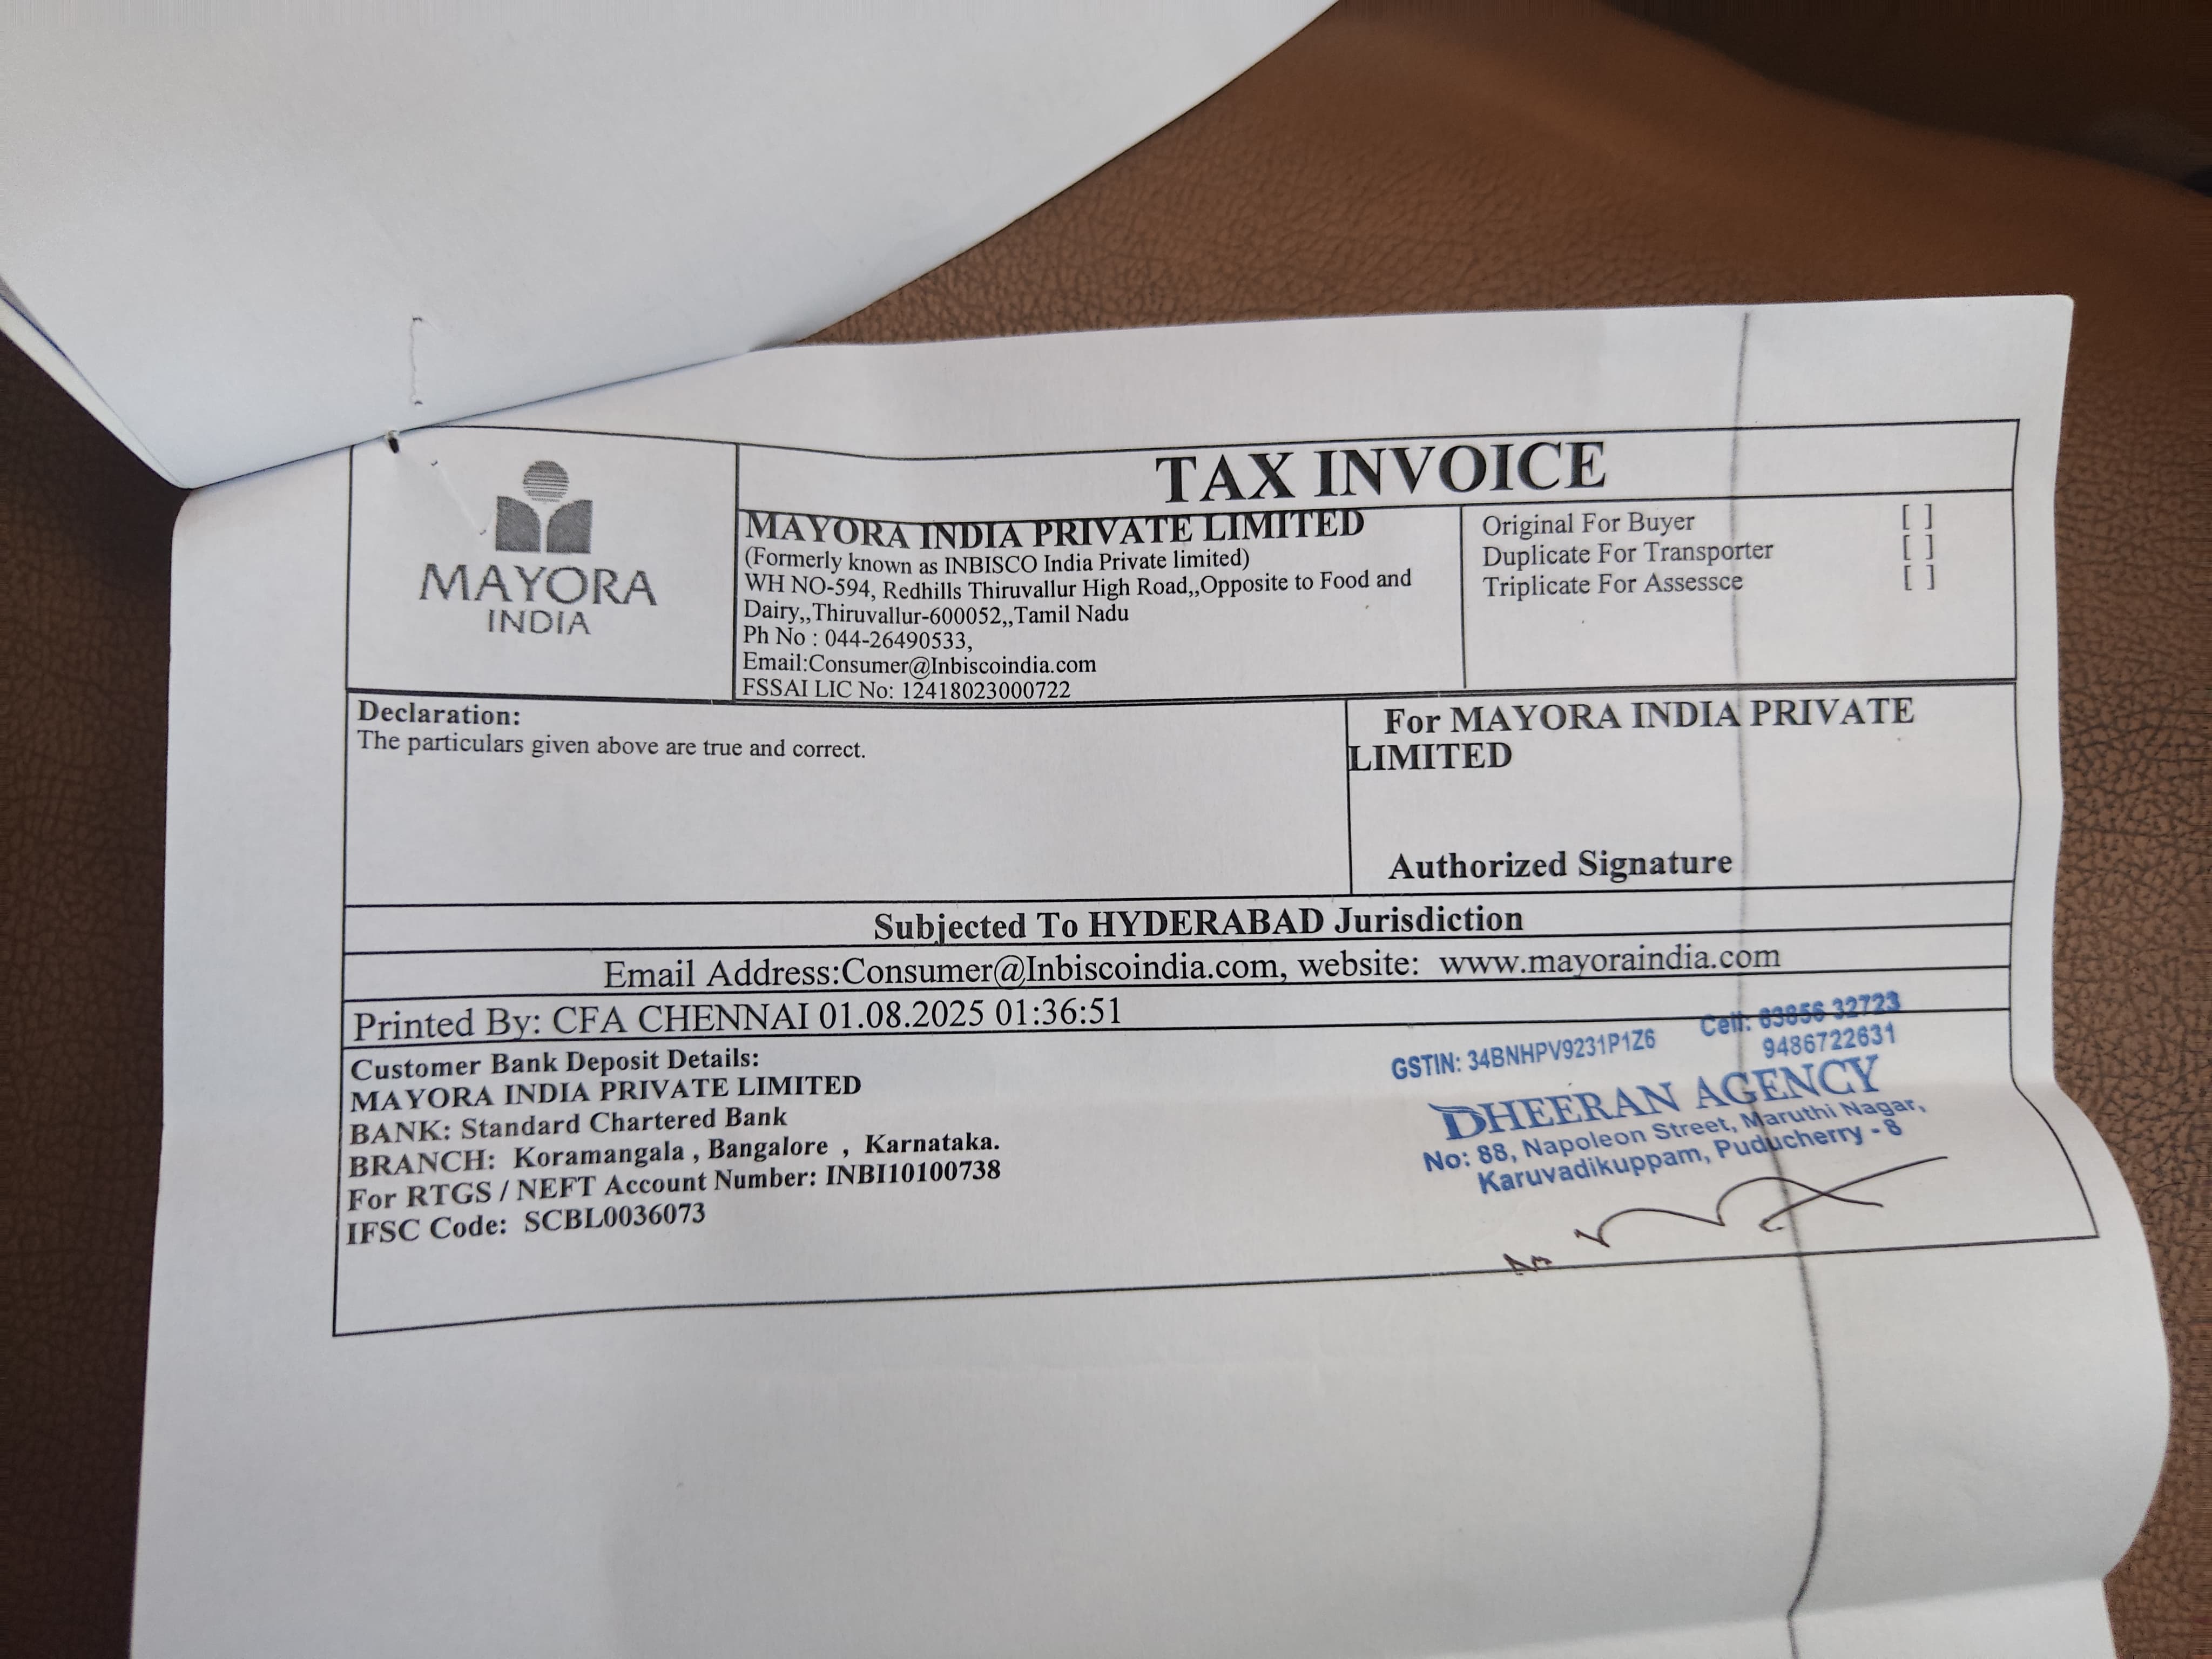 MAYORA
INDIA
TAX INVOICE
MAYORA INDIA PRIVATE LIMITED
(Formerly known as INBISCO India Private limited)
WH NO-594, Redhills Thiruvallur High Road,,Opposite to Food and
Dairy,,Thiruvallur-600052,,Tamil Nadu
Ph No : 044-26490533,
Email:Consumer@Inbiscoindia.com
FSSAI LIC No: 12418023000722
Original For Buyer [ ]
Duplicate For Transporter [ ]
Triplicate For Assessce [ ]
Declaration:
The particulars given above are true and correct.
For MAYORA INDIA PRIVATE
LIMITED
Authorized Signature
Subjected To HYDERABAD Jurisdiction
Email Address:Consumer@Inbiscoindia.com, website: www.mayoraindia.com
Printed By: CFA CHENNAI 01.08.2025 01:36:51
Customer Bank Deposit Details:
MAYORA INDIA PRIVATE LIMITED
BANK: Standard Chartered Bank
BRANCH: Koramangala , Bangalore , Karnataka.
For RTGS / NEFT Account Number: INBI10100738
IFSC Code: SCBL0036073
GSTIN: 34BNHPV9231P1Z6 Cell: 83856 32723
9486722631
DHEERAN AGENCY
No: 88, Napoleon Street, Maruthi Nagar,
Karuvadikuppam, Puducherry - 8